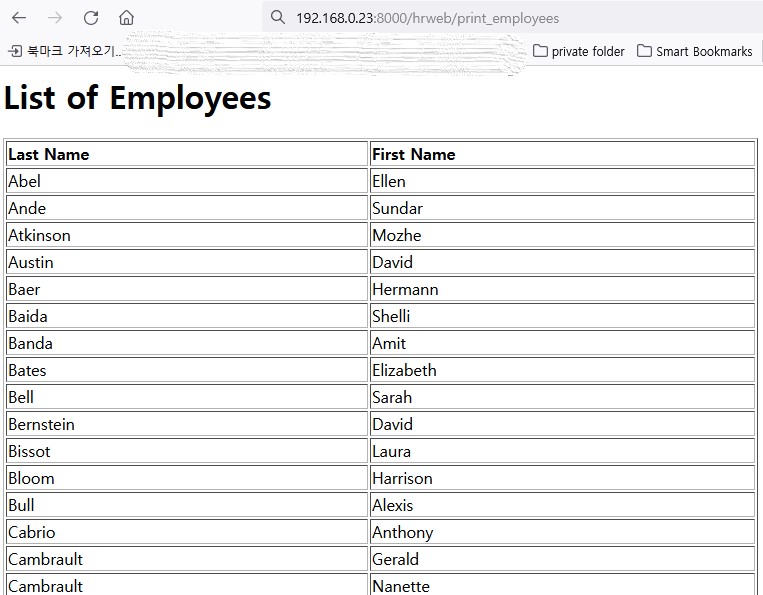 192.168.0.23:8000/hrweb/print_employees
북마크 가져오기... private folder Smart Bookmarks
List of Employees
Last Name First Name
Abel Ellen
Ande Sundar
Atkinson Mozhe
Austin David
Baer Hermann
Baida Shelli
Banda Amit
Bates Elizabeth
Bell Sarah
Bernstein David
Bissot Laura
Bloom Harrison
Bull Alexis
Cabrio Anthony
Cambrault Gerald
Cambrault Nanette